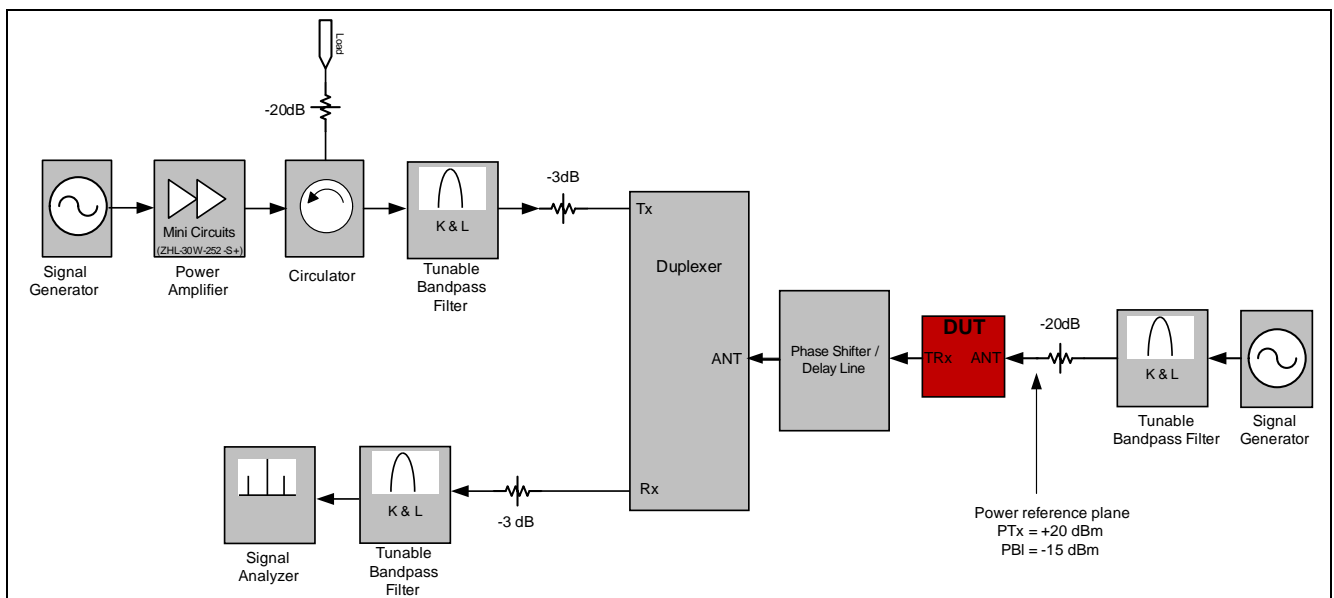 Load
-20dB
Mini Circuits
(ZHL-30W-252-S+)
Signal
Generator
Power
Amplifier
Circulator
K & L
Tunable
Bandpass
Filter
-3dB
Tx
Duplexer
ANT
Rx
Phase Shifter /
Delay Line
DUT
TRx
ANT
-20dB
K & L
Tunable
Bandpass Filter
Signal
Generator
Signal
Analyzer
K & L
Tunable
Bandpass
Filter
-3 dB
Power reference plane
PTx = +20 dBm
PBl = -15 dBm